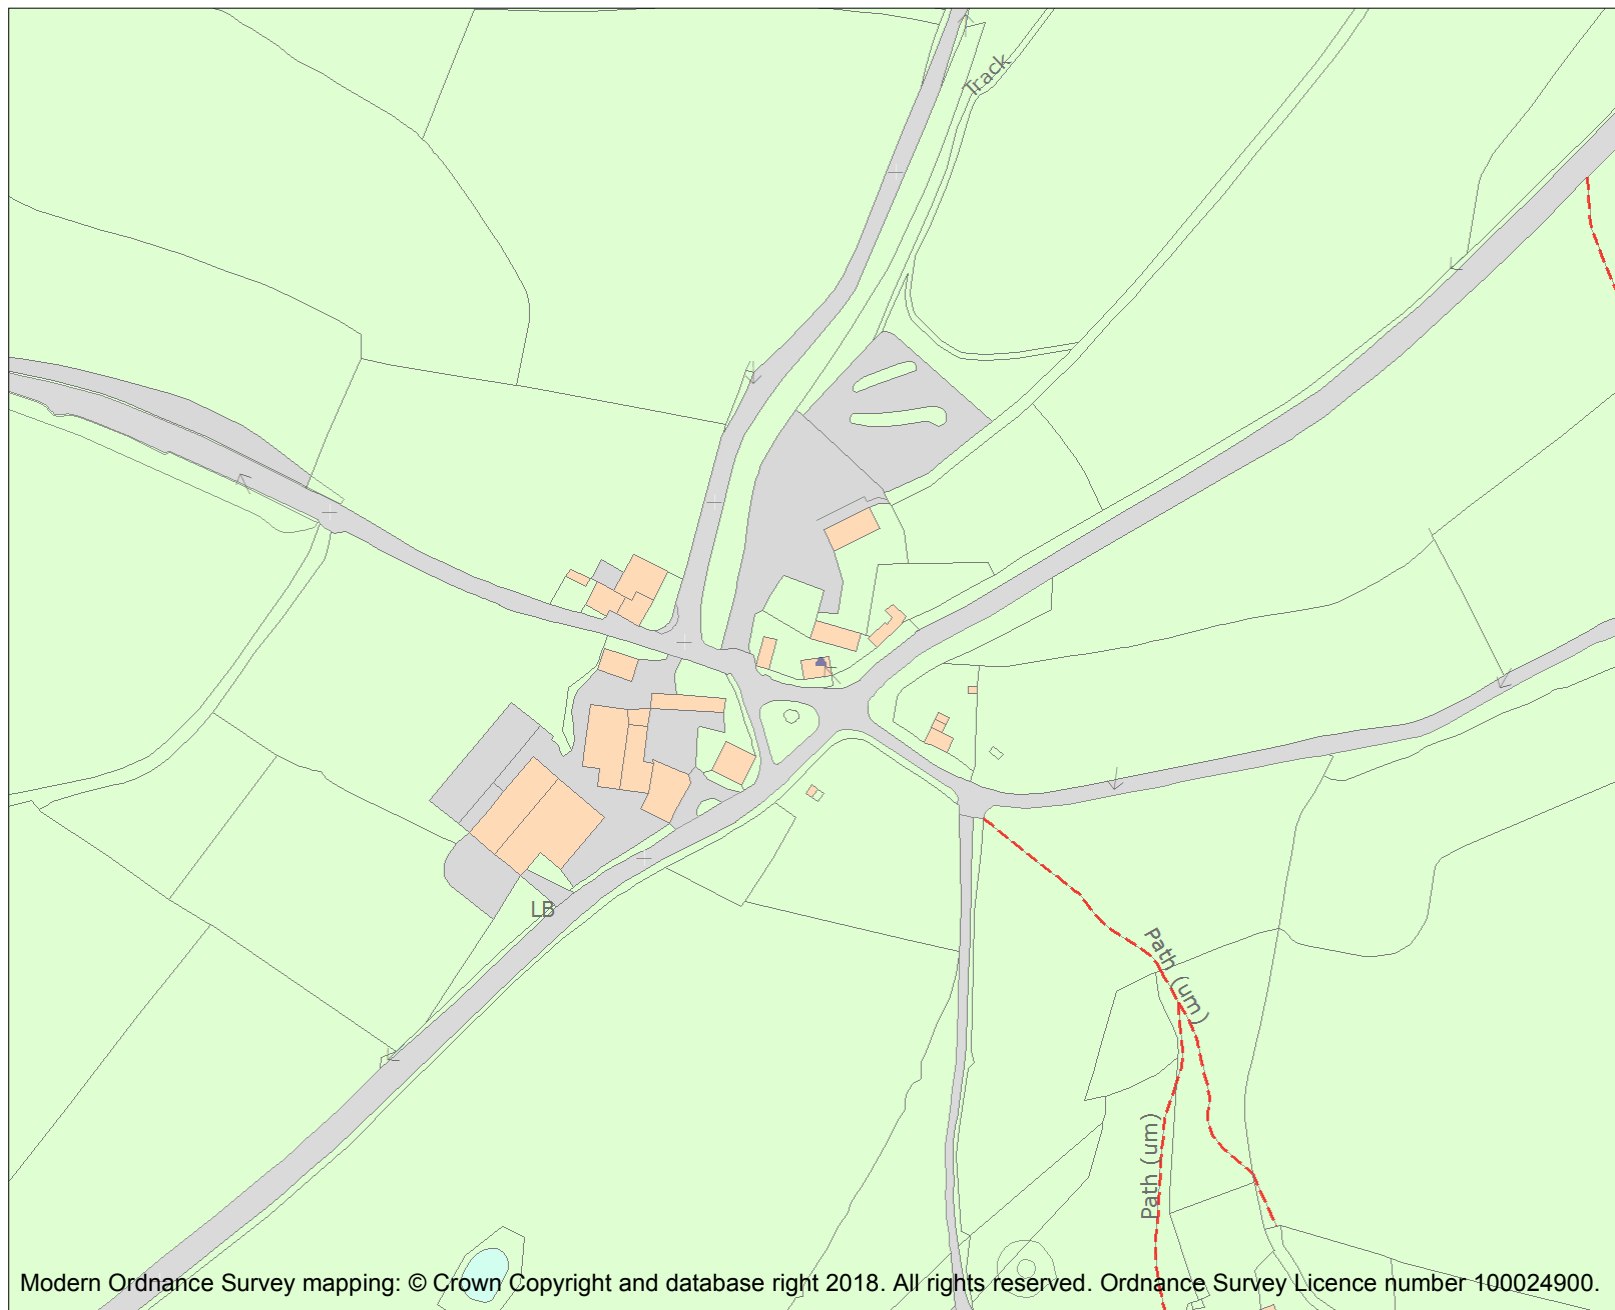 Track
LB
Path (um)
Path (um)
Modern Ordnance Survey mapping: © Crown Copyright and database right 2018. All rights reserved. Ordnance Survey Licence number 100024900.